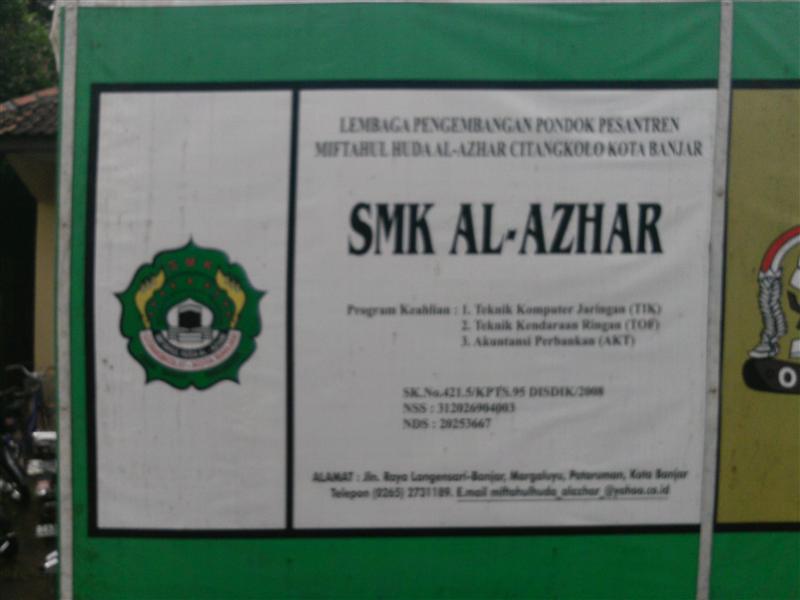 LEMBAGA PENGEMBANGAN PONDOK PESANTREN
MIFTAHUL HUDA AL-AZHAR CITANGKOLO KOTA BANJAR
SMK AL-AZHAR
Program Keahlian : 1. Teknik Komputer Jaringan (TIK)
2. Teknik Kendaraan Ringan (TOF)
3. Akuntansi Perbankan (AKT)
SK.No.421.5/KPTS.95 DISDIK/2008
NSS : 312026904003
NDS : 20253667
ALAMAT : Jln. Raya Langensari-Banjar, Margaluyu, Pataruman, Kota Banjar
Telepon (0265) 2731189. E.mail miftahulhuda_alazhar_@yahoo.co.id
SMK